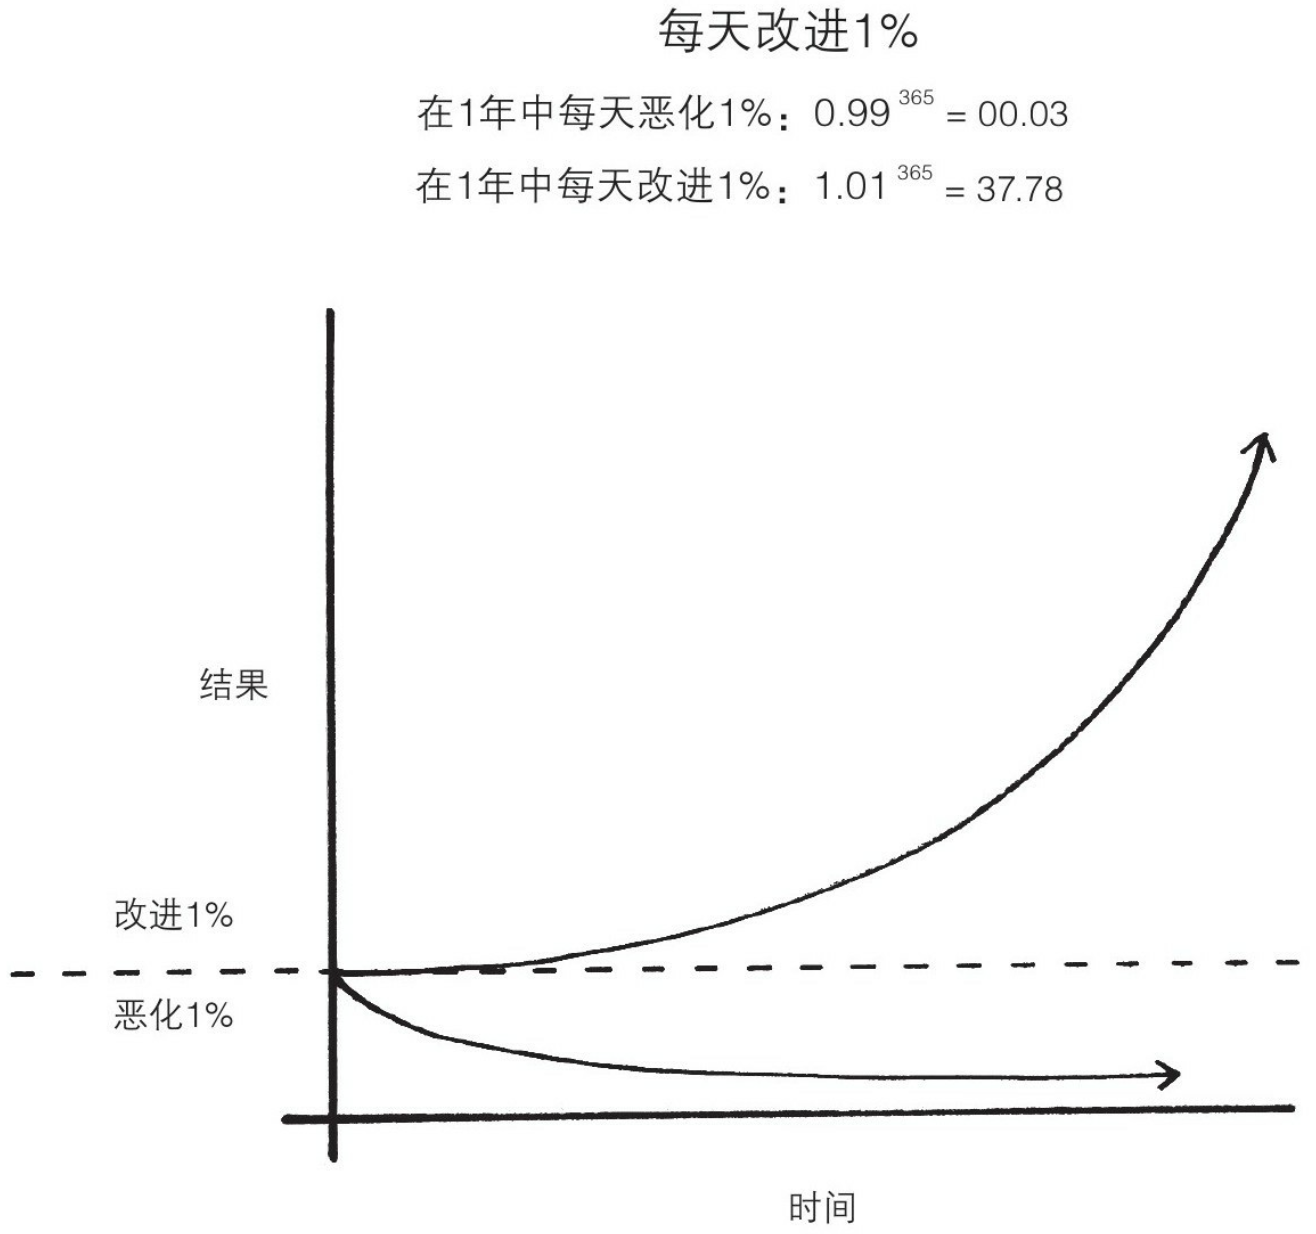 每天改进1%
在1年中每天恶化1%：0.99 365 = 00.03
在1年中每天改进1%：1.01 365 = 37.78
结果
改进1%
恶化1%
时间